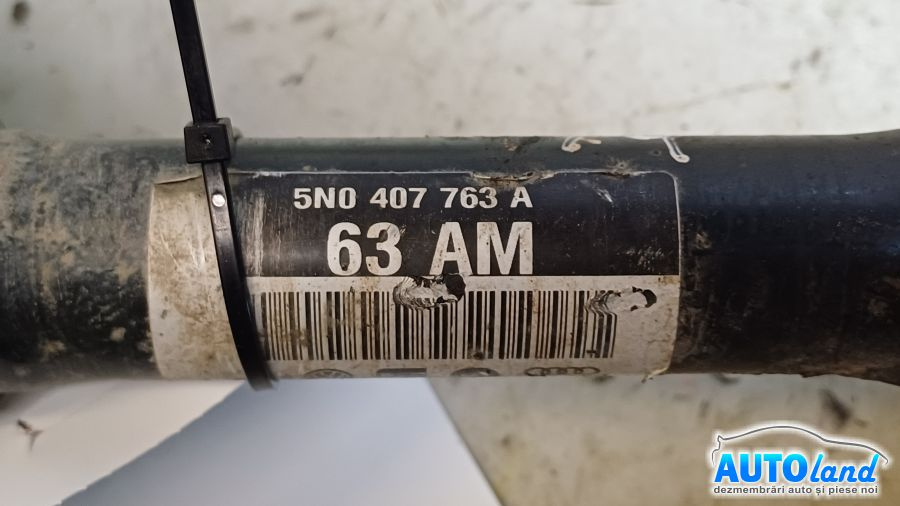 5N0 407 763 A
63 AM
AUTOland
dezmembrări auto și piese noi